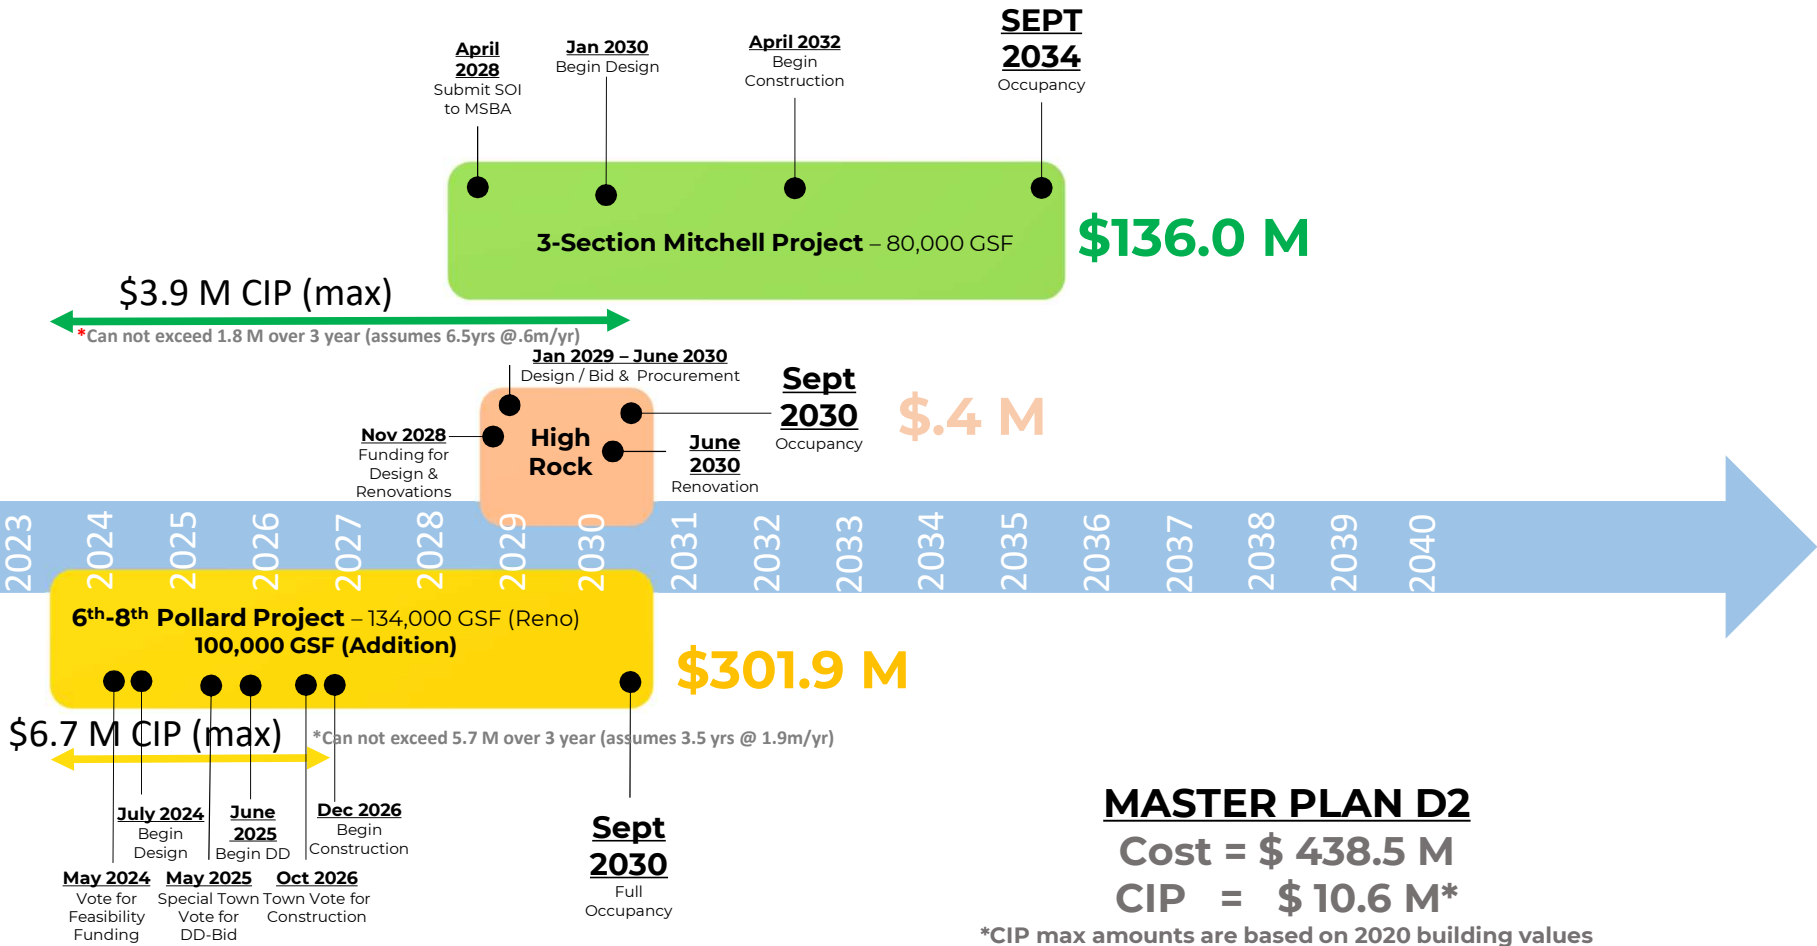 April
2028
Submit SOI
to MSBA
Jan 2030
Begin Design
April 2032
Begin
Construction
SEPT
2034
Occupancy
3-Section Mitchell Project – 80,000 GSF
$136.0 M
$3.9 M CIP (max)
*Can not exceed 1.8 M over 3 year (assumes 6.5yrs @.6m/yr)
Jan 2029 – June 2030
Design / Bid & Procurement
Sept
2030
Occupancy
$.4 M
Nov 2028
Funding for
Design &
Renovations
High
Rock
June
2030
Renovation
2023
2024
2025
2026
2027
2028
2029
2030
2031
2032
2033
2034
2035
2036
2037
2038
2039
2040
6th-8th Pollard Project – 134,000 GSF (Reno)
100,000 GSF (Addition)
$301.9 M
$6.7 M CIP (max)
*Can not exceed 5.7 M over 3 year (assumes 3.5 yrs @ 1.9m/yr)
July 2024
Begin
Design
June
2025
Begin DD
Dec 2026
Begin
Construction
May 2024
Vote for
Feasibility
Funding
May 2025
Special Town
Vote for
DD-Bid
Oct 2026
Town Vote for
Construction
Sept
2030
Full
Occupancy
MASTER PLAN D2
Cost = $ 438.5 M
CIP = $ 10.6 M*
*CIP max amounts are based on 2020 building values